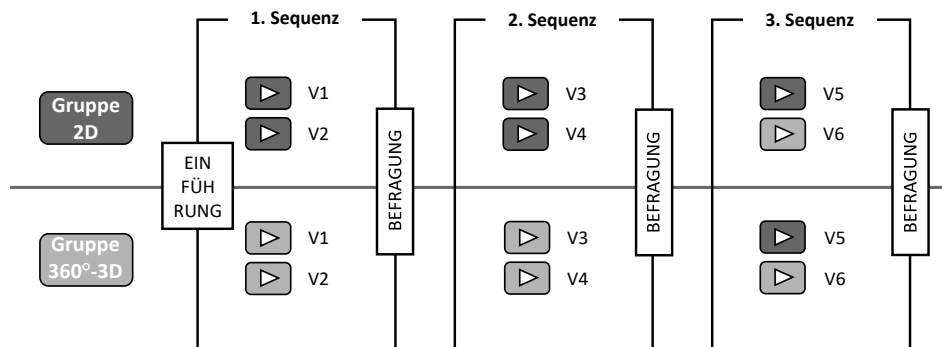 1. Sequenz
2. Sequenz
3. Sequenz
Gruppe
2D
V1
V2
V3
V4
V5
V6
EIN
FÜH
RUNG
BEFRAGUNG
BEFRAGUNG
BEFRAGUNG
Gruppe
360°-3D
V1
V2
V3
V4
V5
V6